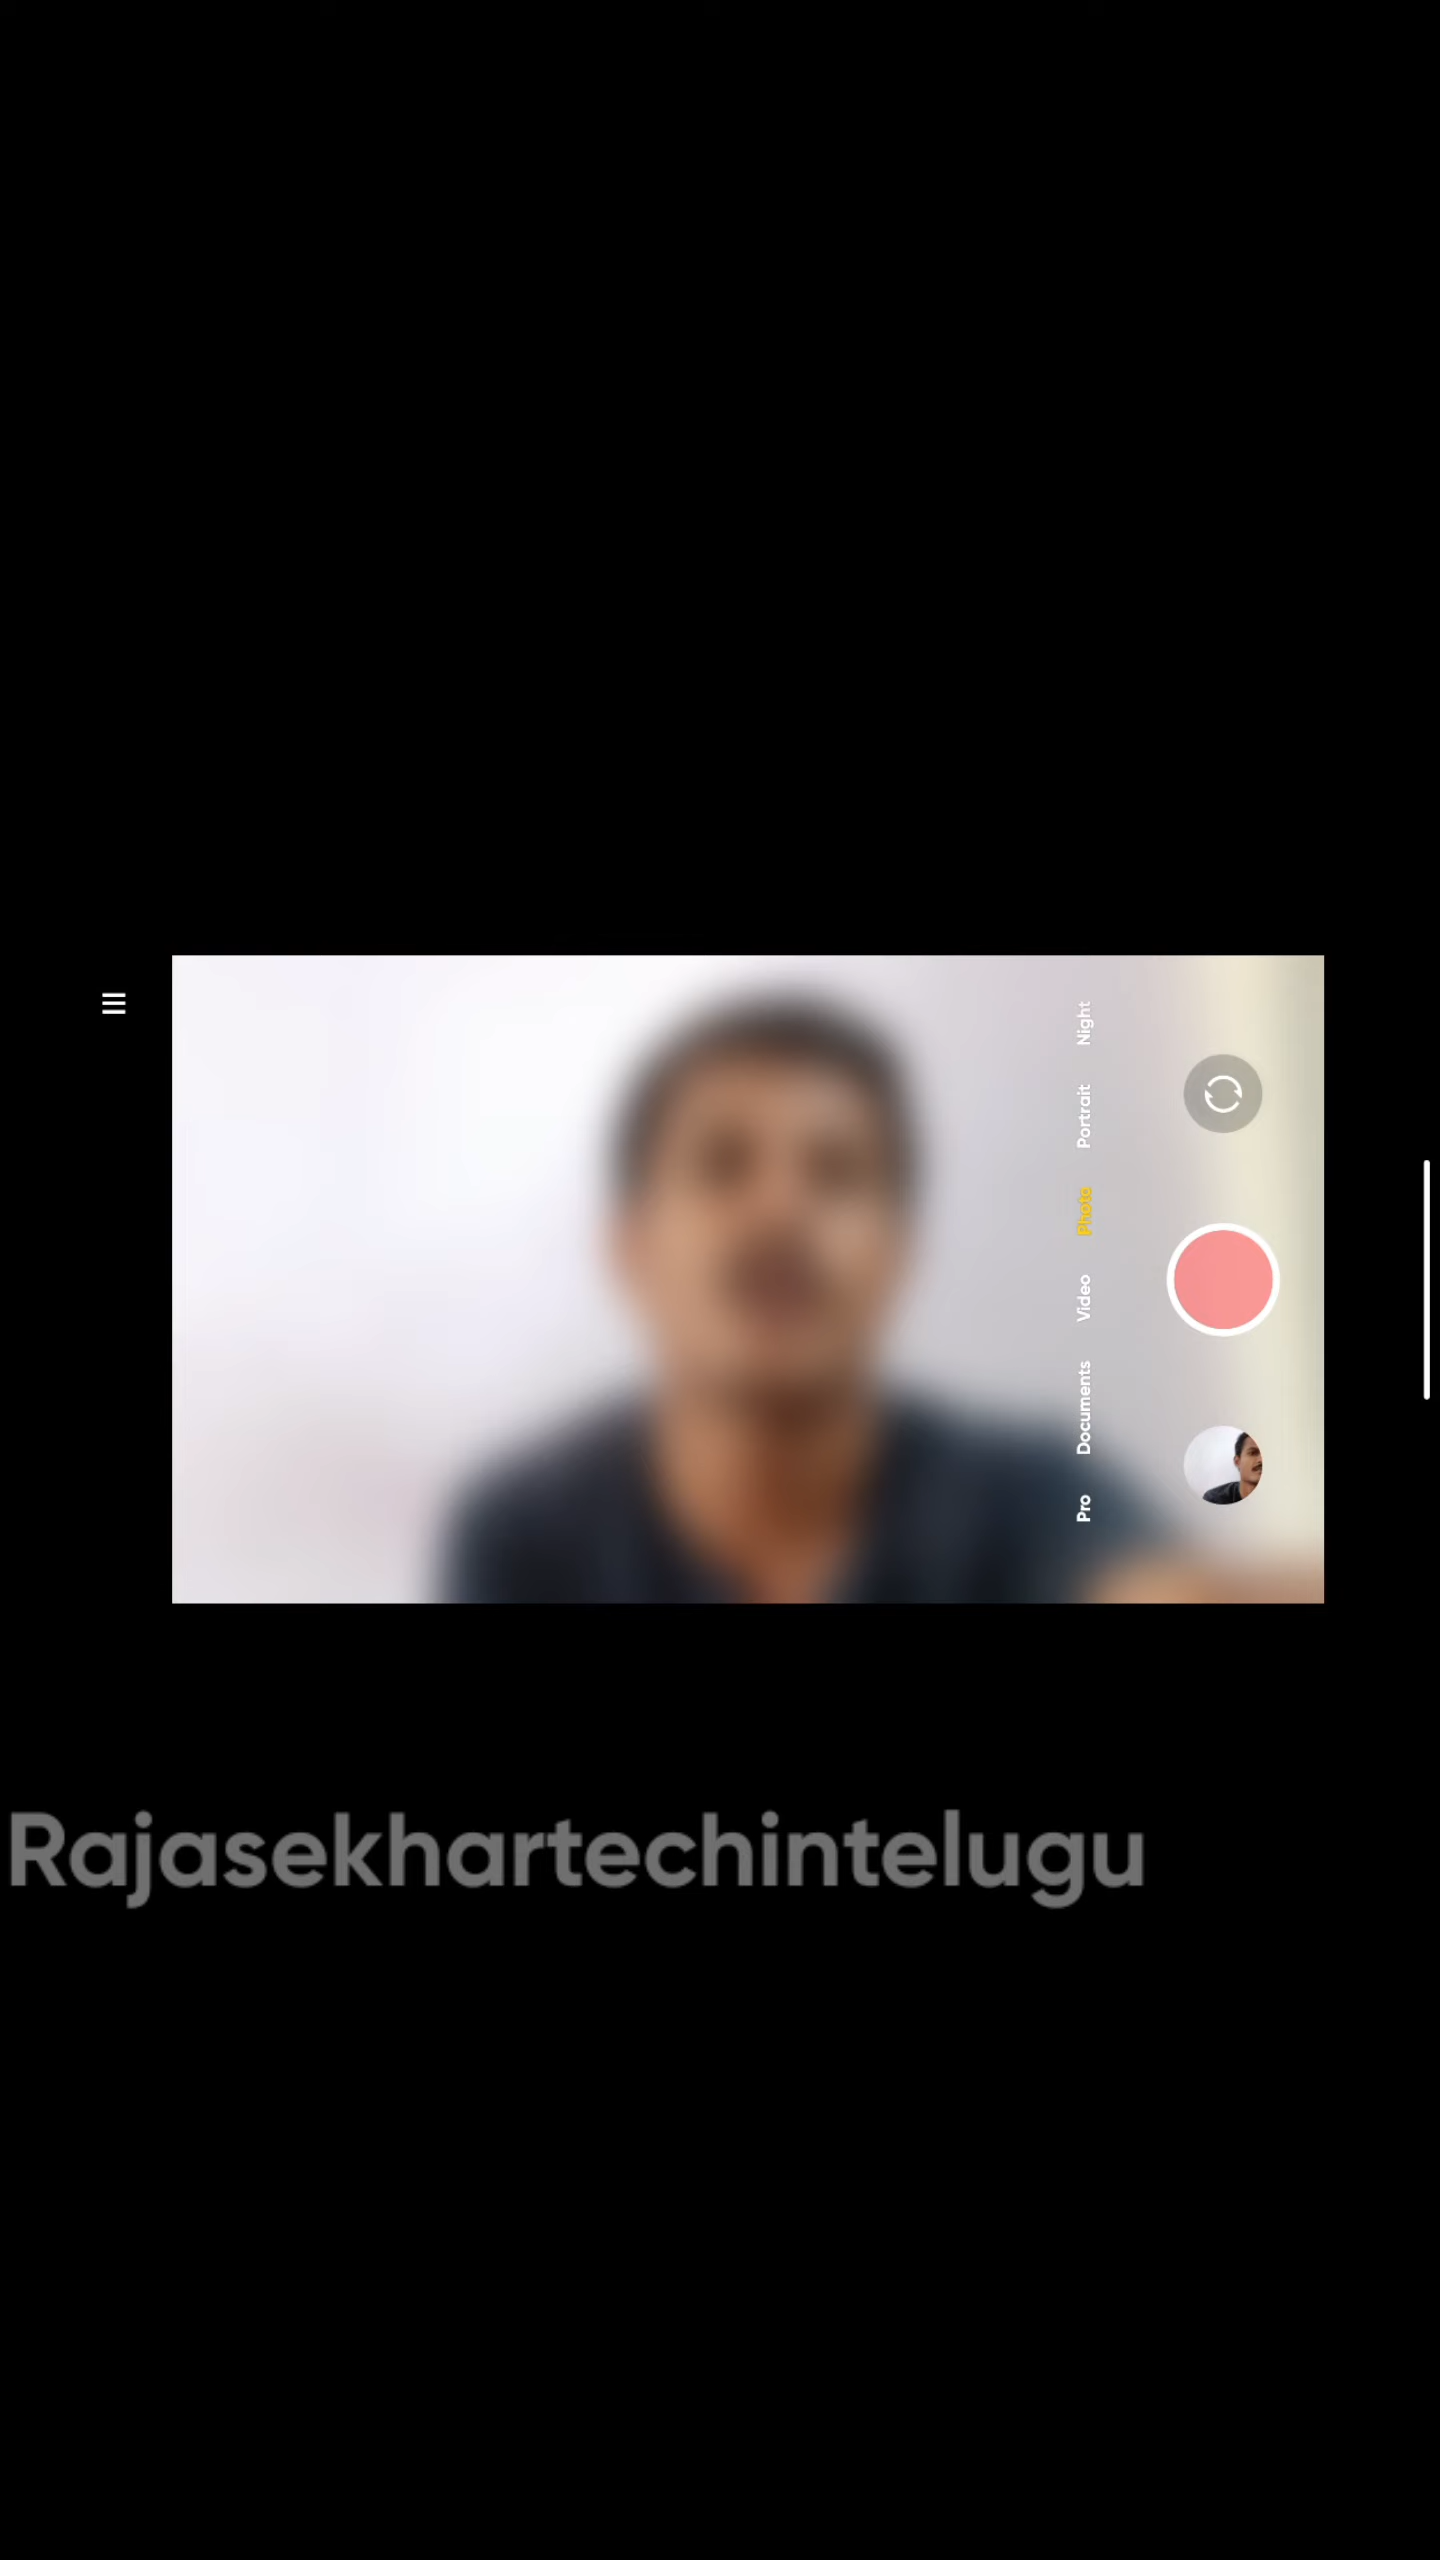 Night
Portrait
Photo
Video
Documents
Pro
Rajasekhartechintelugu